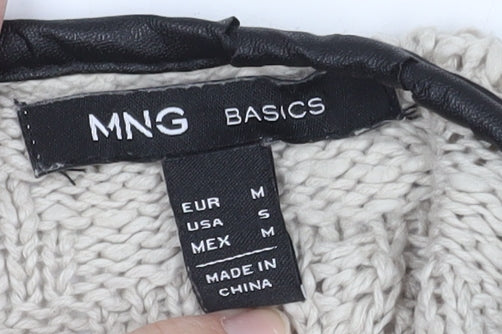 MNG BASICS
EUR M
USA S
MEX M
MADE IN
CHINA